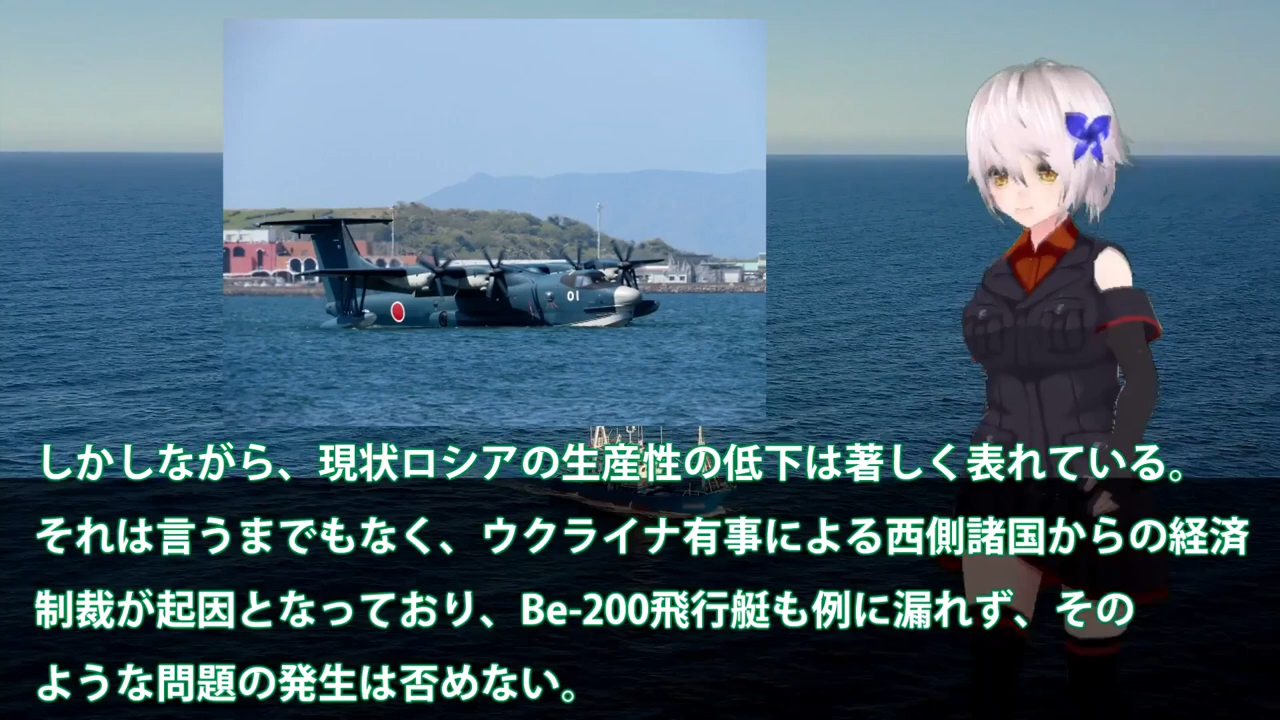 01
しかしながら、現状ロシアの生産性の低下は著しく表れている。
それは言うまでもなく、ウクライナ有事による西側諸国からの経済
制裁が起因となっており、Be-200飛行艇も例に漏れず、その
ような問題の発生は否めない。